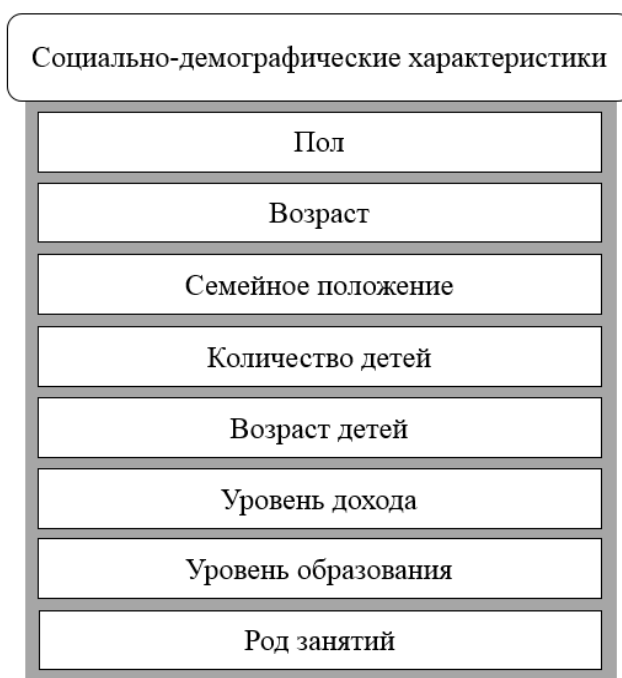 Социально-демографические характеристики
Пол
Возраст
Семейное положение
Количество детей
Возраст детей
Уровень дохода
Уровень образования
Род занятий